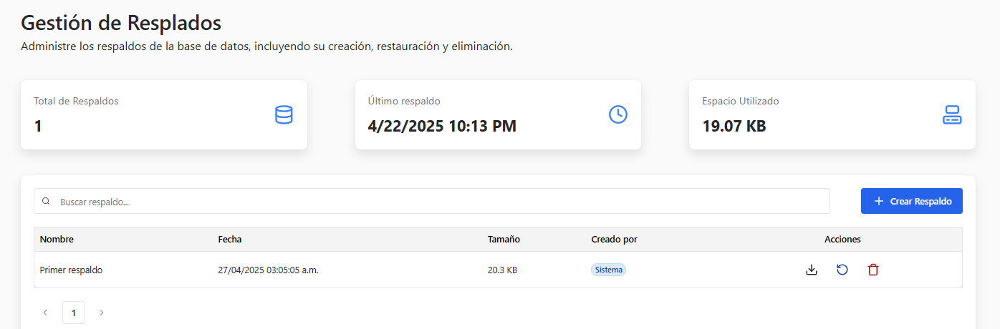 Gestión de Resplados
Administre los respaldos de la base de datos, incluyendo su creación, restauración y eliminación.
Total de Respaldos
1
Último respaldo
4/22/2025 10:13 PM
Espacio Utilizado
19.07 KB
Buscar respaldo...
Crear Respaldo
Nombre Fecha Tamaño Creado por Acciones
Primer respaldo 27/04/2025 03:05:05 a.m. 20.3 KB Sistema
1